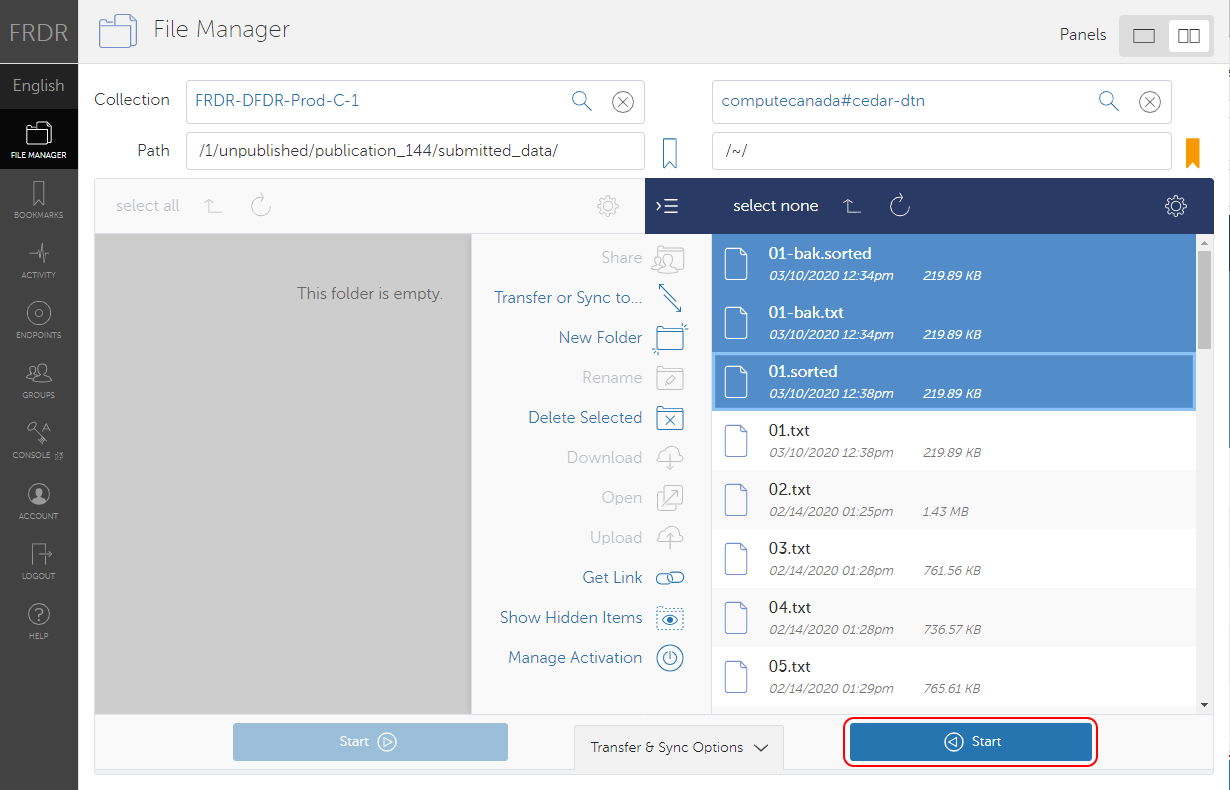 FRDR
File Manager
Panels
English
Collection
FRDR-DFDR-Prod-C-1
computecanada#cedar-dtn
Path
/1/unpublished/publication_144/submitted_data/
/~/
FILE MANAGER
BOOKMARKS
ACTIVITY
ENDPOINTS
GROUPS
CONSOLE
ACCOUNT
LOGOUT
HELP
select all
select none
This folder is empty.
Share
Transfer or Sync to...
New Folder
Rename
Delete Selected
Download
Open
Upload
Get Link
Show Hidden Items
Manage Activation
01-bak.sorted
03/10/2020 12:34pm 219.89 KB
01-bak.txt
03/10/2020 12:34pm 219.89 KB
01.sorted
03/10/2020 12:38pm 219.89 KB
01.txt
03/10/2020 12:38pm 219.89 KB
02.txt
02/14/2020 01:25pm 1.43 MB
03.txt
02/14/2020 01:28pm 761.56 KB
04.txt
02/14/2020 01:28pm 736.57 KB
05.txt
02/14/2020 01:29pm 765.61 KB
Start
Transfer & Sync Options
Start